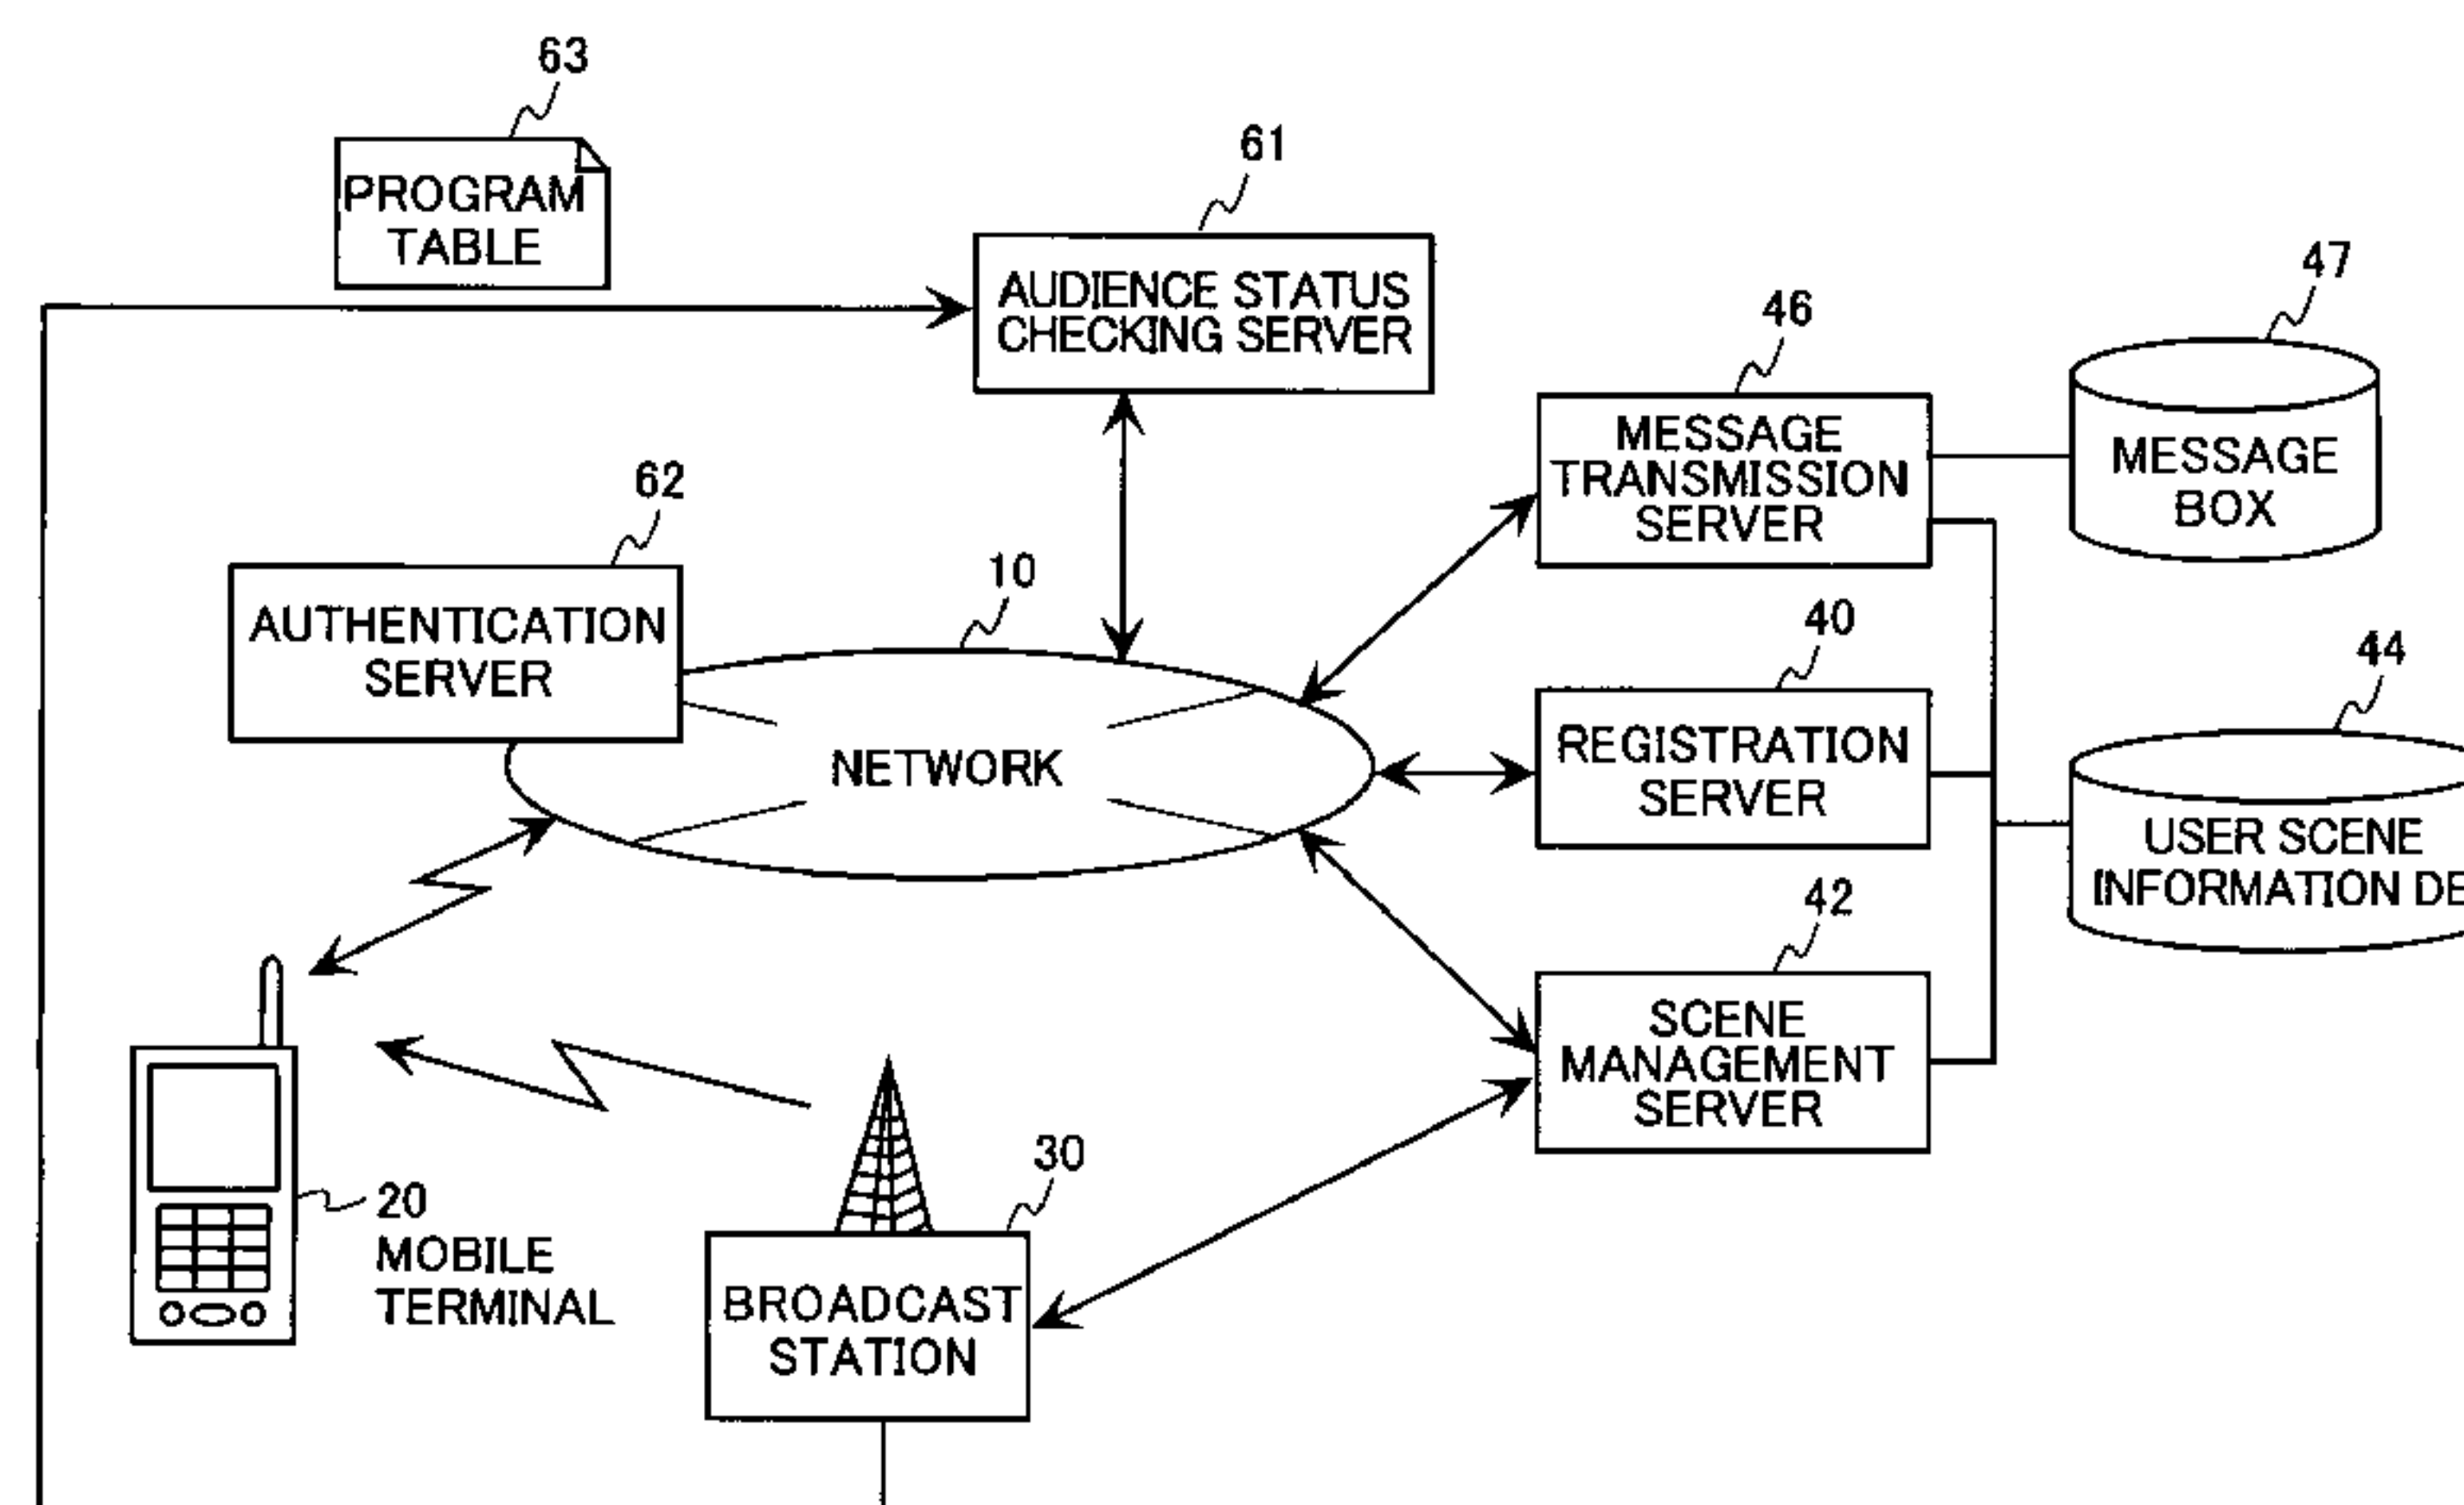 63
PROGRAM
TABLE
61
AUDIENCE STATUS
CHECKING SERVER
47
MESSAGE
BOX
46
MESSAGE
TRANSMISSION
SERVER
62
AUTHENTICATION
SERVER
10
NETWORK
40
REGISTRATION
SERVER
44
USER SCENE
INFORMATION
42
SCENE
MANAGEMENT
SERVER
30
BROADCAST
STATION
20
MOBILE
TERMINAL